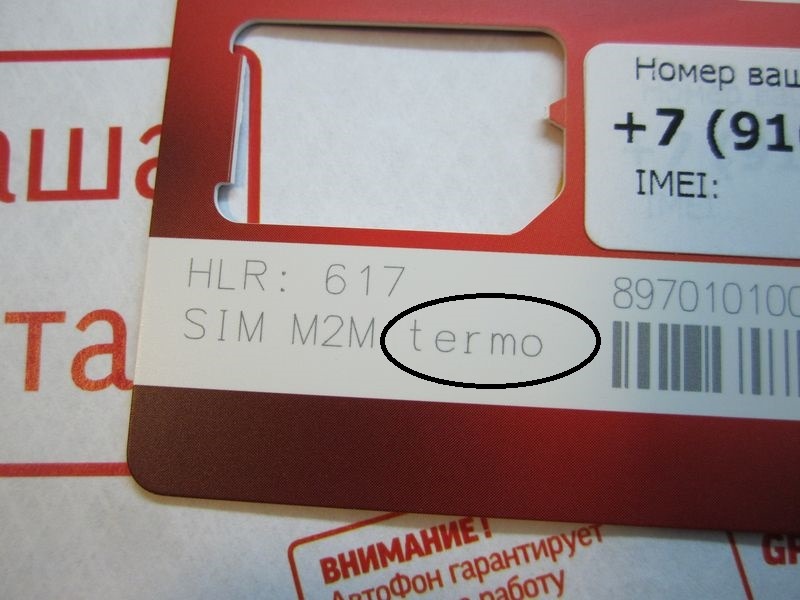 Номер ваш
+7 (91
IMEI:
HLR: 617
SIM M2M termo
897010100
аша
та
ВНИМАНИЕ!
АвтоФон гарантирует
работу